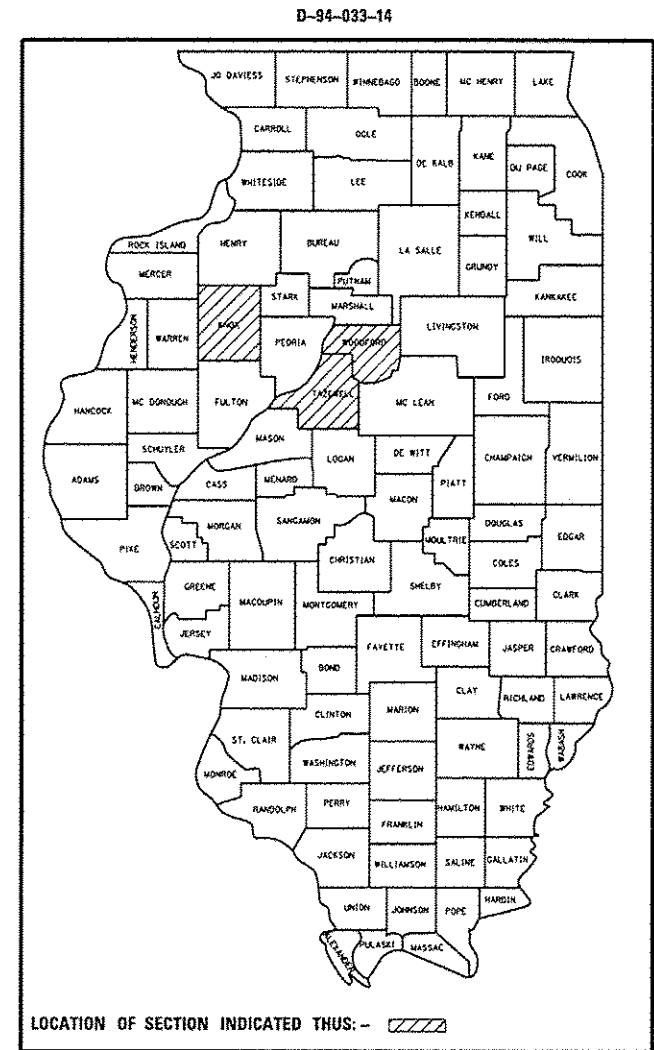 D-94-033-14
JO DAVIESS STEPHENSON WINNEBAGO BOONE MC HENRY LAKE
CARROLL OGLE
DE KALB KANE
DU PAGE COOK
WHITESIDE LEE
KENDALL
WILL
ROCK ISLAND HENRY BUREAU LA SALLE
GRUNDY
MERCER PUTNAM
KANKAKEE
STARK MARSHALL
KNOX LIVINGSTON
HENDERSON WARREN PEORIA WOODFORD
IROQUOIS
TAZEWELL
FORD
HANCOCK MC DONOUGH FULTON MC LEAN
MASON
SCHUYLER LOGAN DE WITT CHAMPAIGN VERMILION
ADAMS BROWN CASS MENARD PIATT
MACON
MORGAN SANGAMON DOUGLAS
PIKE SCOTT MOULTRIE EDGAR
CHRISTIAN COLES
GREENE SHELBY
CALHOUN MACOUPIN MONTGOMERY CUMBERLAND CLARK
JERSEY
FAYETTE EFFINGHAM JASPER CRAWFORD
BOND
MADISON CLAY
MARION RICHLAND LAWRENCE
CLINTON
ST. CLAIR WAYNE EDWARDS WABASH
WASHINGTON JEFFERSON
MONROE
RANDOLPH PERRY HAMILTON WHITE
FRANKLIN
JACKSON WILLIAMSON SALINE GALLATIN
HARDIN
UNION JOHNSON POPE
ALEXANDER PULASKI MASSAC
LOCATION OF SECTION INDICATED THUS: -